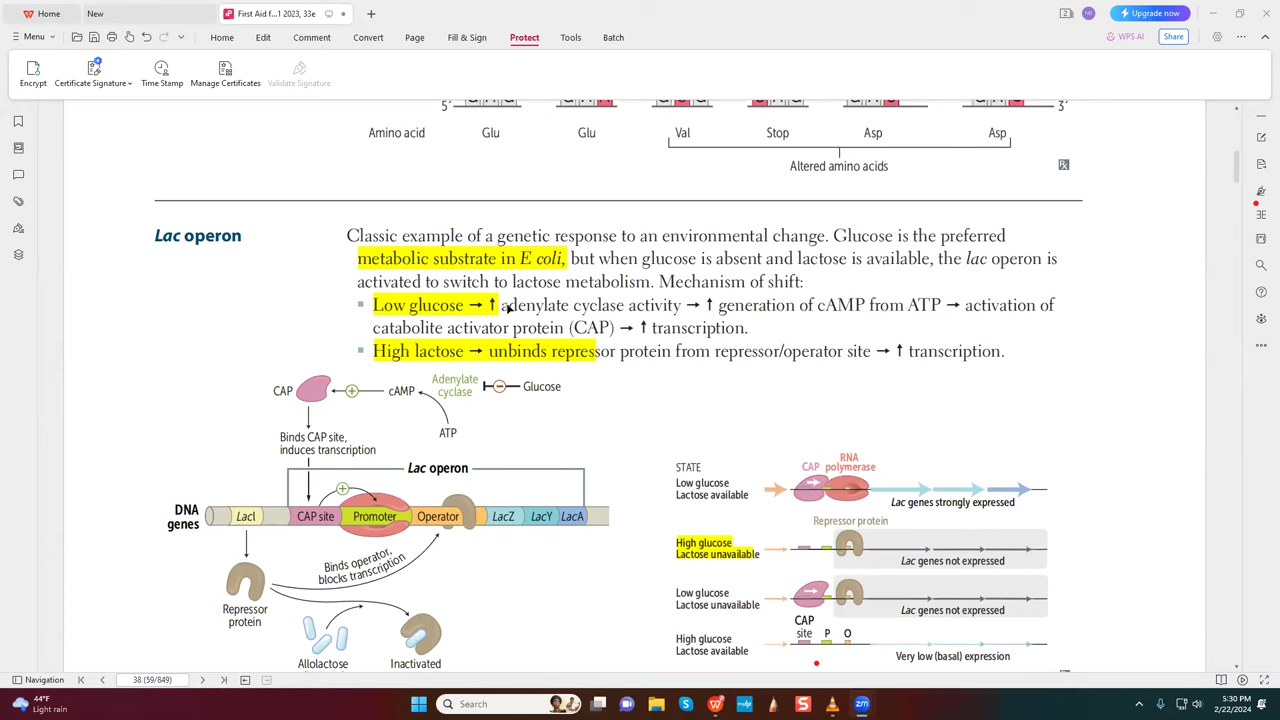 Home
New
First Aid f...1 2023, 33e
Upgrade now
Menu
Home Edit Comment Convert Page Fill & Sign Protect Tools Batch
WPS AI
Share
Encrypt
Certificate Signature
Time Stamp
Manage Certificates
Validate Signature
5′
3′
Amino acid Glu Glu Val Stop Asp Asp
Altered amino acids
Lac operon
Classic example of a genetic response to an environmental change. Glucose is the preferred
metabolic substrate in E coli, but when glucose is absent and lactose is available, the lac operon is
activated to switch to lactose metabolism. Mechanism of shift:
Low glucose → ↑ adenylate cyclase activity → ↑ generation of cAMP from ATP → activation of
catabolite activator protein (CAP) → ↑ transcription.
High lactose → unbinds repressor protein from repressor/operator site → ↑ transcription.
CAP
cAMP
Adenylate
cyclase
Glucose
ATP
Binds CAP site,
induces transcription
Lac operon
DNA
genes
LacI
CAP site
Promoter
Operator
LacZ
LacY
LacA
Binds operator,
blocks transcription
Repressor
protein
Allolactose
Inactivated
STATE
CAP
RNA
polymerase
Low glucose
Lactose available
Lac genes strongly expressed
Repressor protein
High glucose
Lactose unavailable
Lac genes not expressed
Low glucose
Lactose unavailable
Lac genes not expressed
CAP
site P O
High glucose
Lactose available
Very low (basal) expression
Navigation
38 (59/849)
44°F
Light rain
Search
5:30 PM
2/22/2024